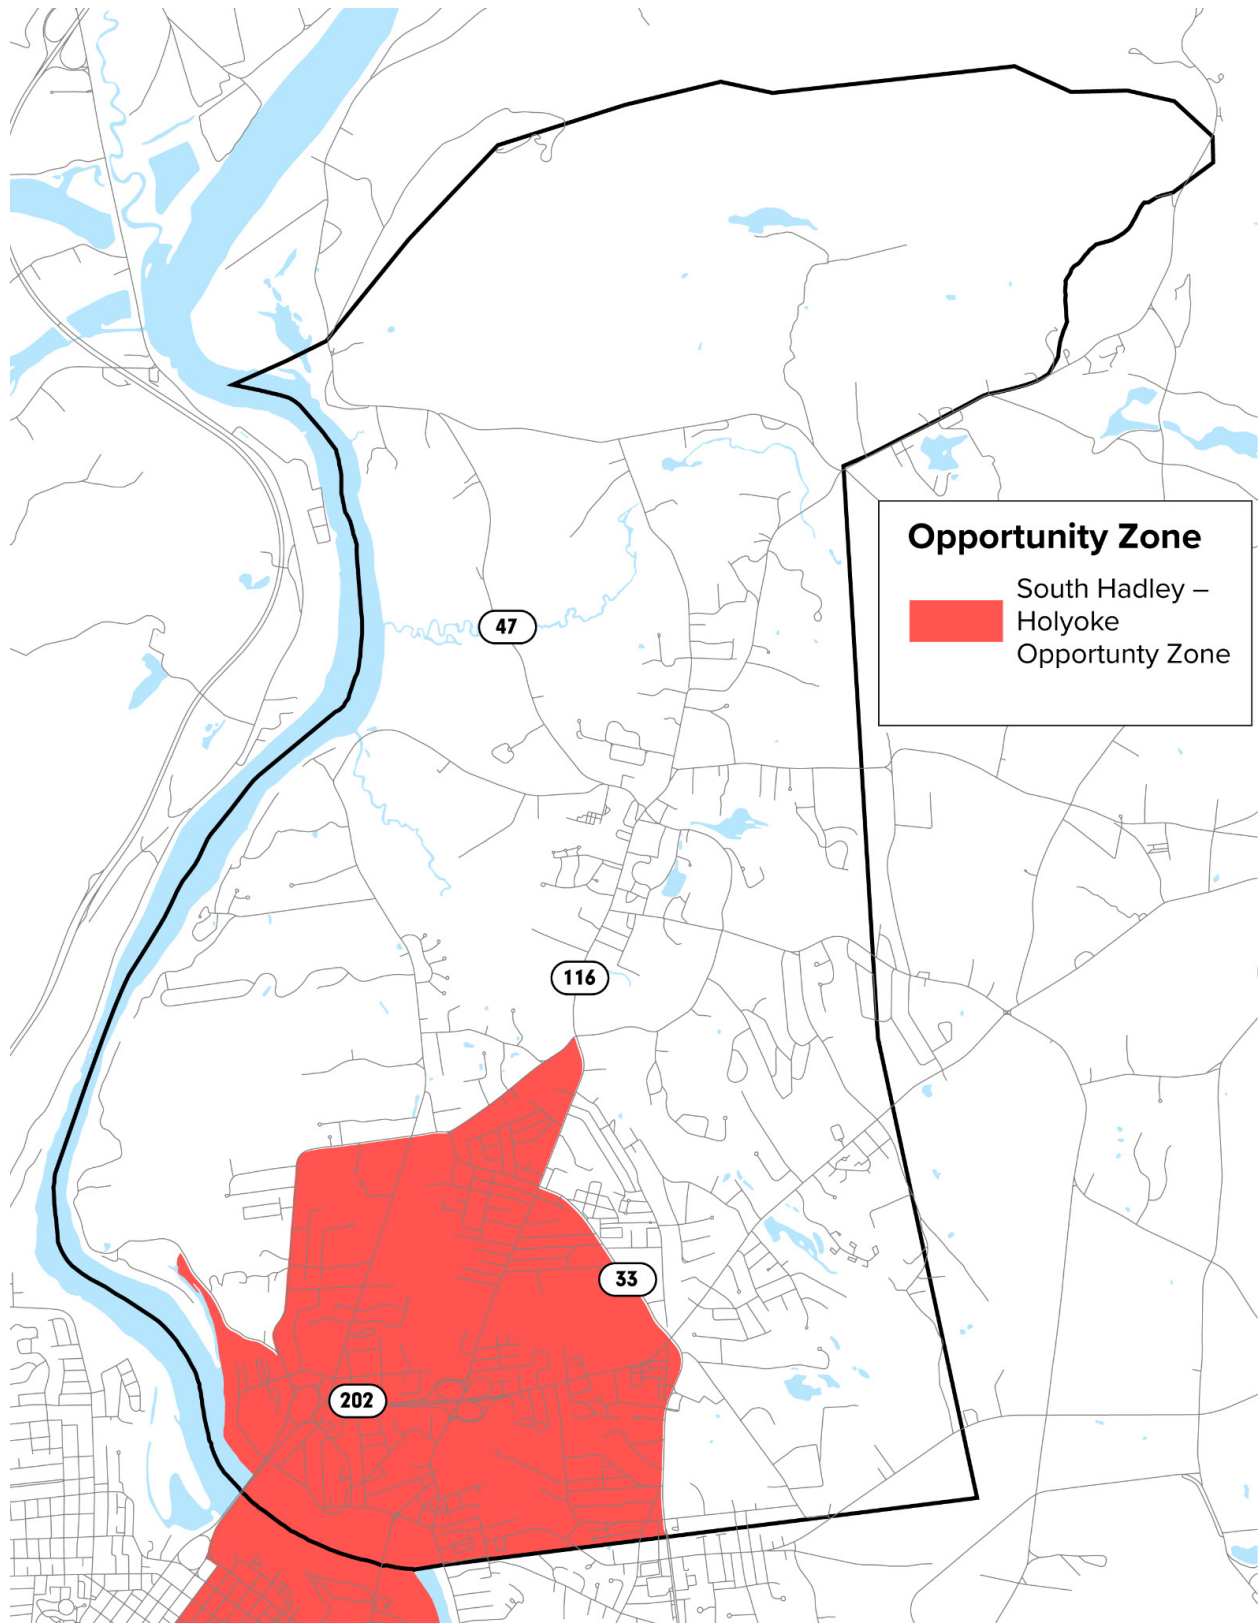 Opportunity Zone
South Hadley –
Holyoke
Opportunty Zone
47
116
33
202